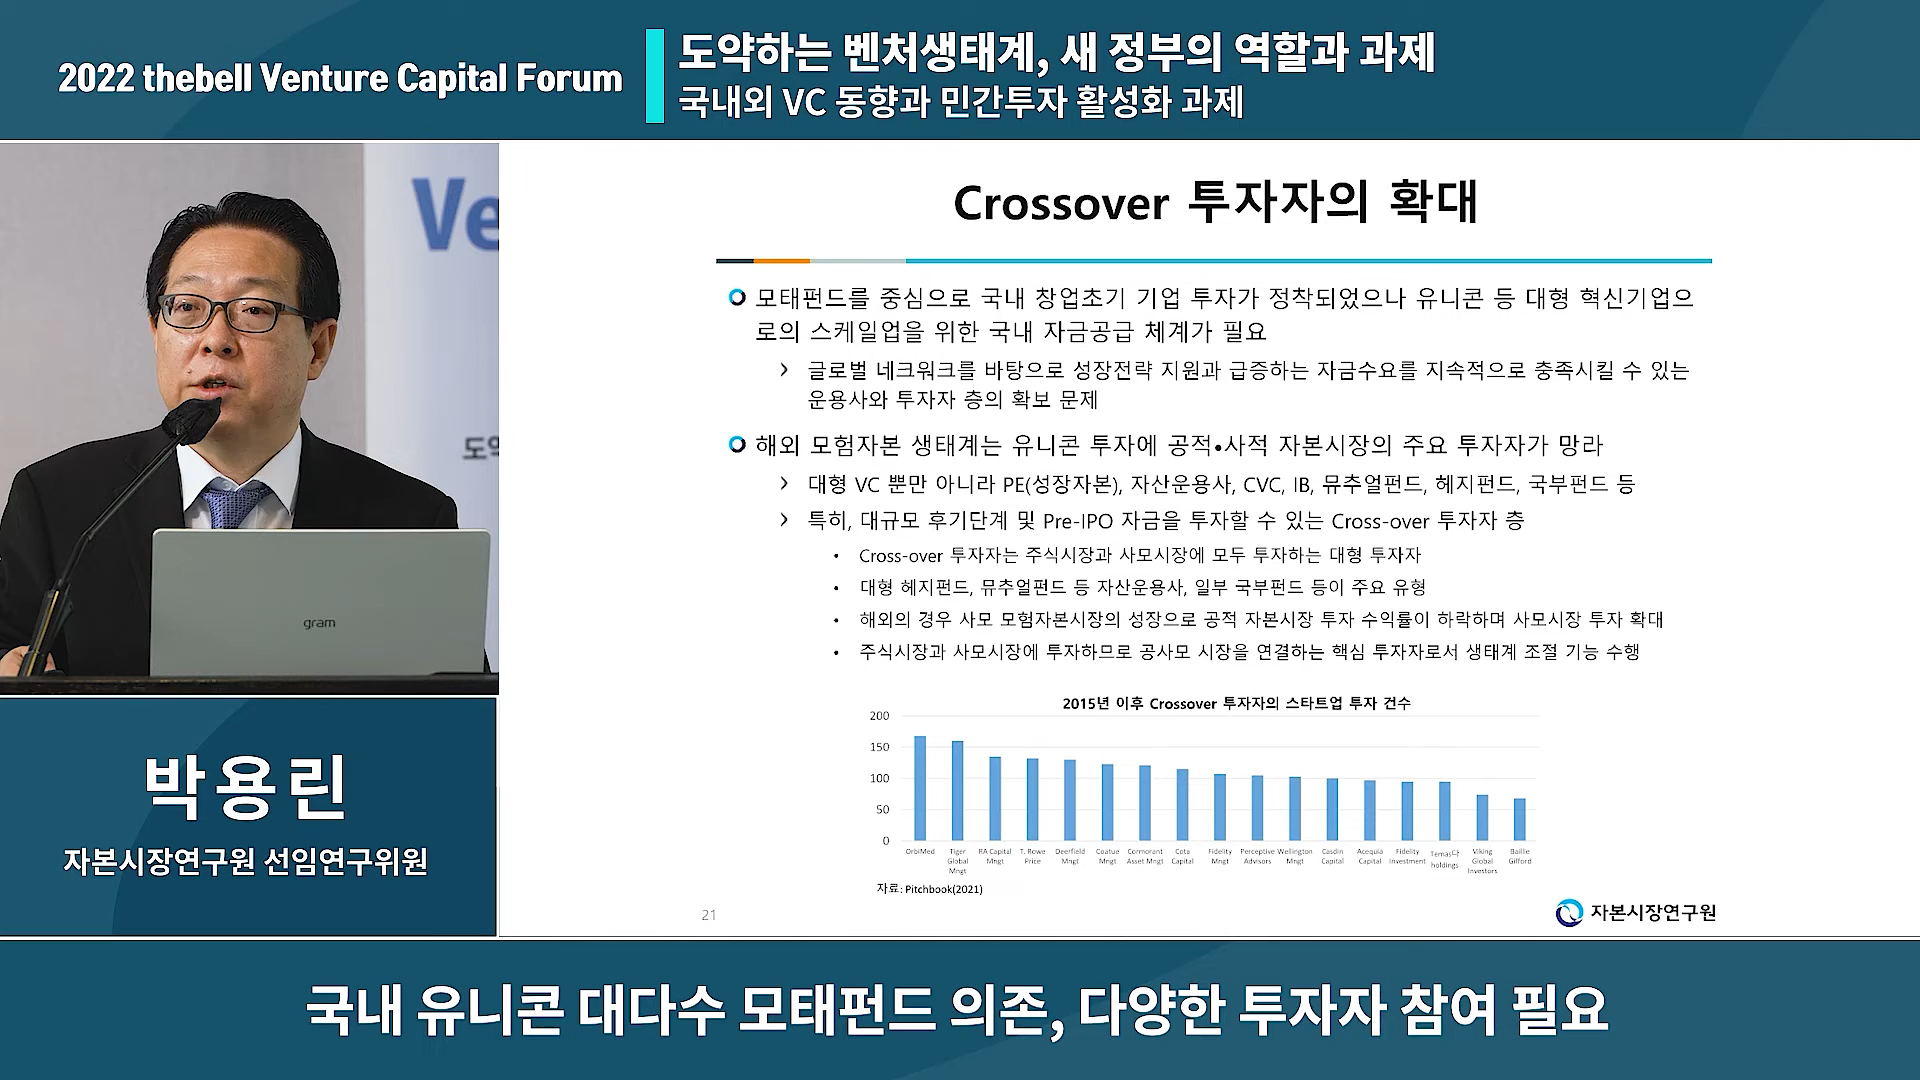 2022 thebell Venture Capital Forum
도약하는 벤처생태계, 새 정부의 역할과 과제
국내외 VC 동향과 민간투자 활성화 과제
Ve
도약
gram
박용린
자본시장연구원 선임연구위원
Crossover 투자자의 확대
모태펀드를 중심으로 국내 창업초기 기업 투자가 정착되었으나 유니콘 등 대형 혁신기업으
로의 스케일업을 위한 국내 자금공급 체계가 필요
› 글로벌 네크워크를 바탕으로 성장전략 지원과 급증하는 자금수요를 지속적으로 충족시킬 수 있는
운용사와 투자자 층의 확보 문제
해외 모험자본 생태계는 유니콘 투자에 공적•사적 자본시장의 주요 투자자가 망라
› 대형 VC 뿐만 아니라 PE(성장자본), 자산운용사, CVC, IB, 뮤추얼펀드, 헤지펀드, 국부펀드 등
› 특히, 대규모 후기단계 및 Pre-IPO 자금을 투자할 수 있는 Cross-over 투자자 층
• Cross-over 투자자는 주식시장과 사모시장에 모두 투자하는 대형 투자자
• 대형 헤지펀드, 뮤추얼펀드 등 자산운용사, 일부 국부펀드 등이 주요 유형
• 해외의 경우 사모 모험자본시장의 성장으로 공적 자본시장 투자 수익률이 하락하며 사모시장 투자 확대
• 주식시장과 사모시장에 투자하므로 공사모 시장을 연결하는 핵심 투자자로서 생태계 조절 기능 수행
2015년 이후 Crossover 투자자의 스타트업 투자 건수
200
150
100
50
0
OrbiMed
Tiger
Global
Mngt
RA Capital
Mngt
T. Rowe
Price
Deerfield
Mngt
Coatue
Mngt
Cormorant
Asset Mngt
Cota
Capital
Fidelity
Mngt
Perceptive
Advisors
Wellington
Mngt
Casdin
Capital
Acequia
Capital
Fidelity
Investment
Temas다
holdings
Viking
Global
Investors
Baillie
Gifford
자료: Pitchbook(2021)
21
자본시장연구원
국내 유니콘 대다수 모태펀드 의존, 다양한 투자자 참여 필요